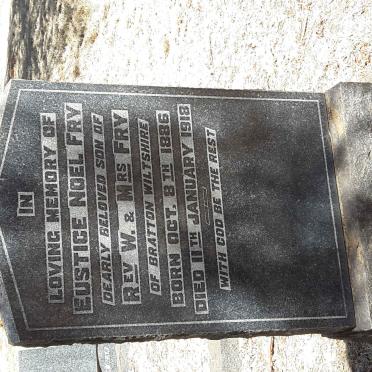 IN
LOVING MEMORY OF
EUSTICE NOEL FRY
DEARLY BELOVED SON OF
REV W. & MRS FRY
OF BRATTON WILTSHIRE
BORN OCT. 8TH 1886
DIED 11TH JANUARY 1918
WITH GOD BE THE REST